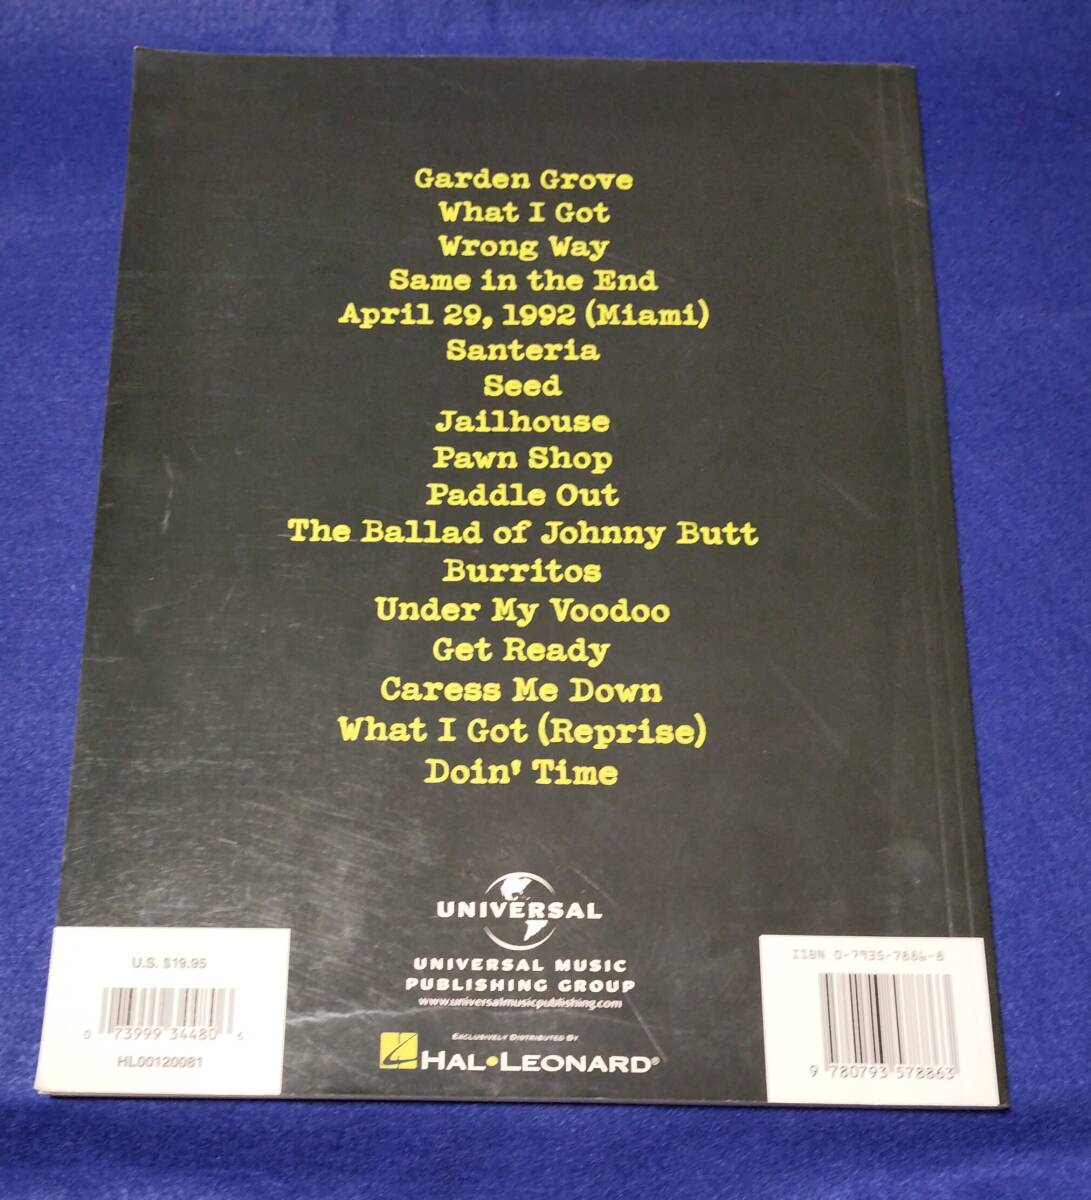 Garden Grove
What I Got
Wrong Way
Same in the End
April 29, 1992 (Miami)
Santeria
Seed
Jailhouse
Pawn Shop
Paddle Out
The Ballad of Johnny Butt
Burritos
Under My Voodoo
Get Ready
Caress Me Down
What I Got (Reprise)
Doin' Time
UNIVERSAL
UNIVERSAL MUSIC
PUBLISHING GROUP
www.universalmusicpublishing.com
EXCLUSIVELY DISTRIBUTED BY
HAL•LEONARD®
U.S. $19.95
0 73999 34480 6
HL00120081
ISBN 0-7935-7886-8
9 780793 578863